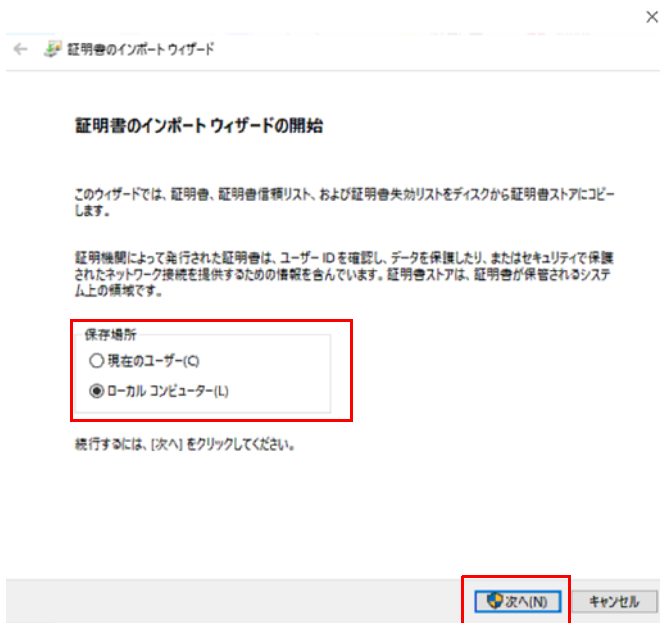 証明書のインポート ウィザード
証明書のインポート ウィザードの開始
このウィザードでは、証明書、証明書信頼リスト、および証明書失効リストをディスクから証明書ストアにコピー
します。
証明機関によって発行された証明書は、ユーザー ID を確認し、データを保護したり、またはセキュリティで保護
されたネットワーク接続を提供するための情報を含んでいます。証明書ストアは、証明書が保管されるシステ
ム上の領域です。
保存場所
現在のユーザー(C)
ローカル コンピューター(L)
続行するには、[次へ] をクリックしてください。
次へ(N)
キャンセル